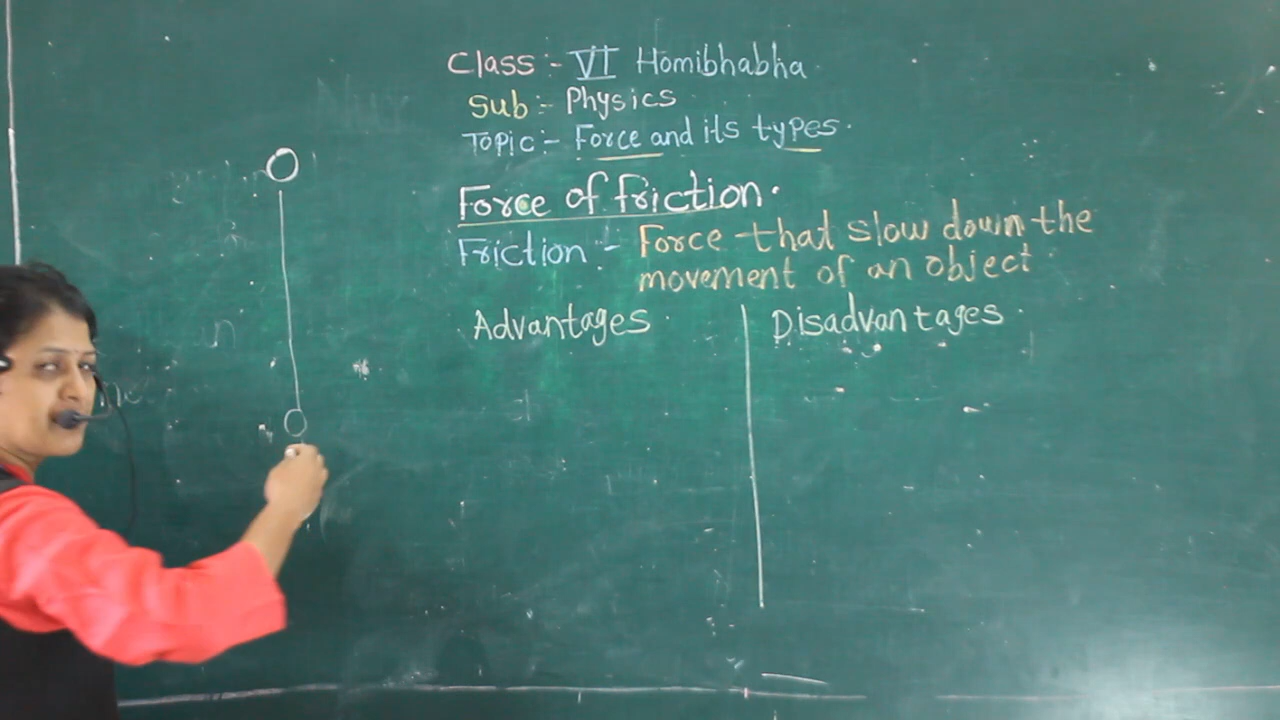 Class :- VI Homibhabha
Sub :- Physics
Topic :- Force and its types.
Force of friction.
Friction :- Force that slow down the
movement of an object.
Advantages
Disadvantages